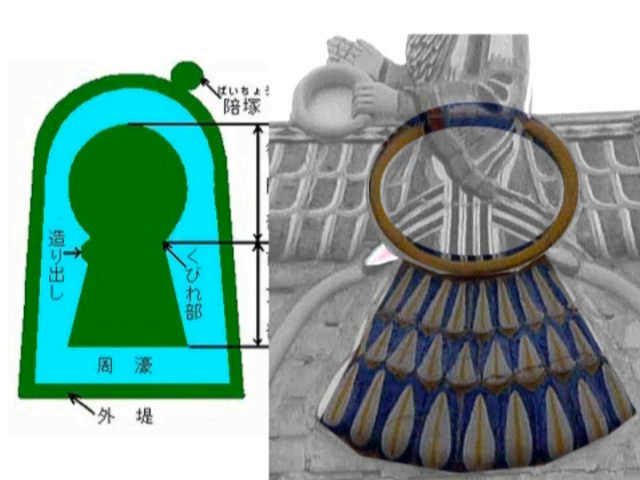 ばいちょう
陪塚
造り出し
くびれ部
周濠
外堤